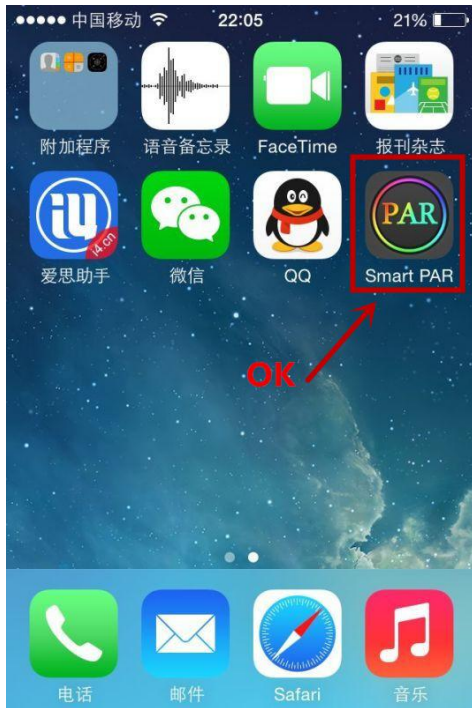 中国移动 22:05 21%
附加程序 语音备忘录 FaceTime 报刊杂志
iU PAR
i4.cn
爱思助手 微信 QQ Smart PAR
OK
电话 邮件 Safari 音乐